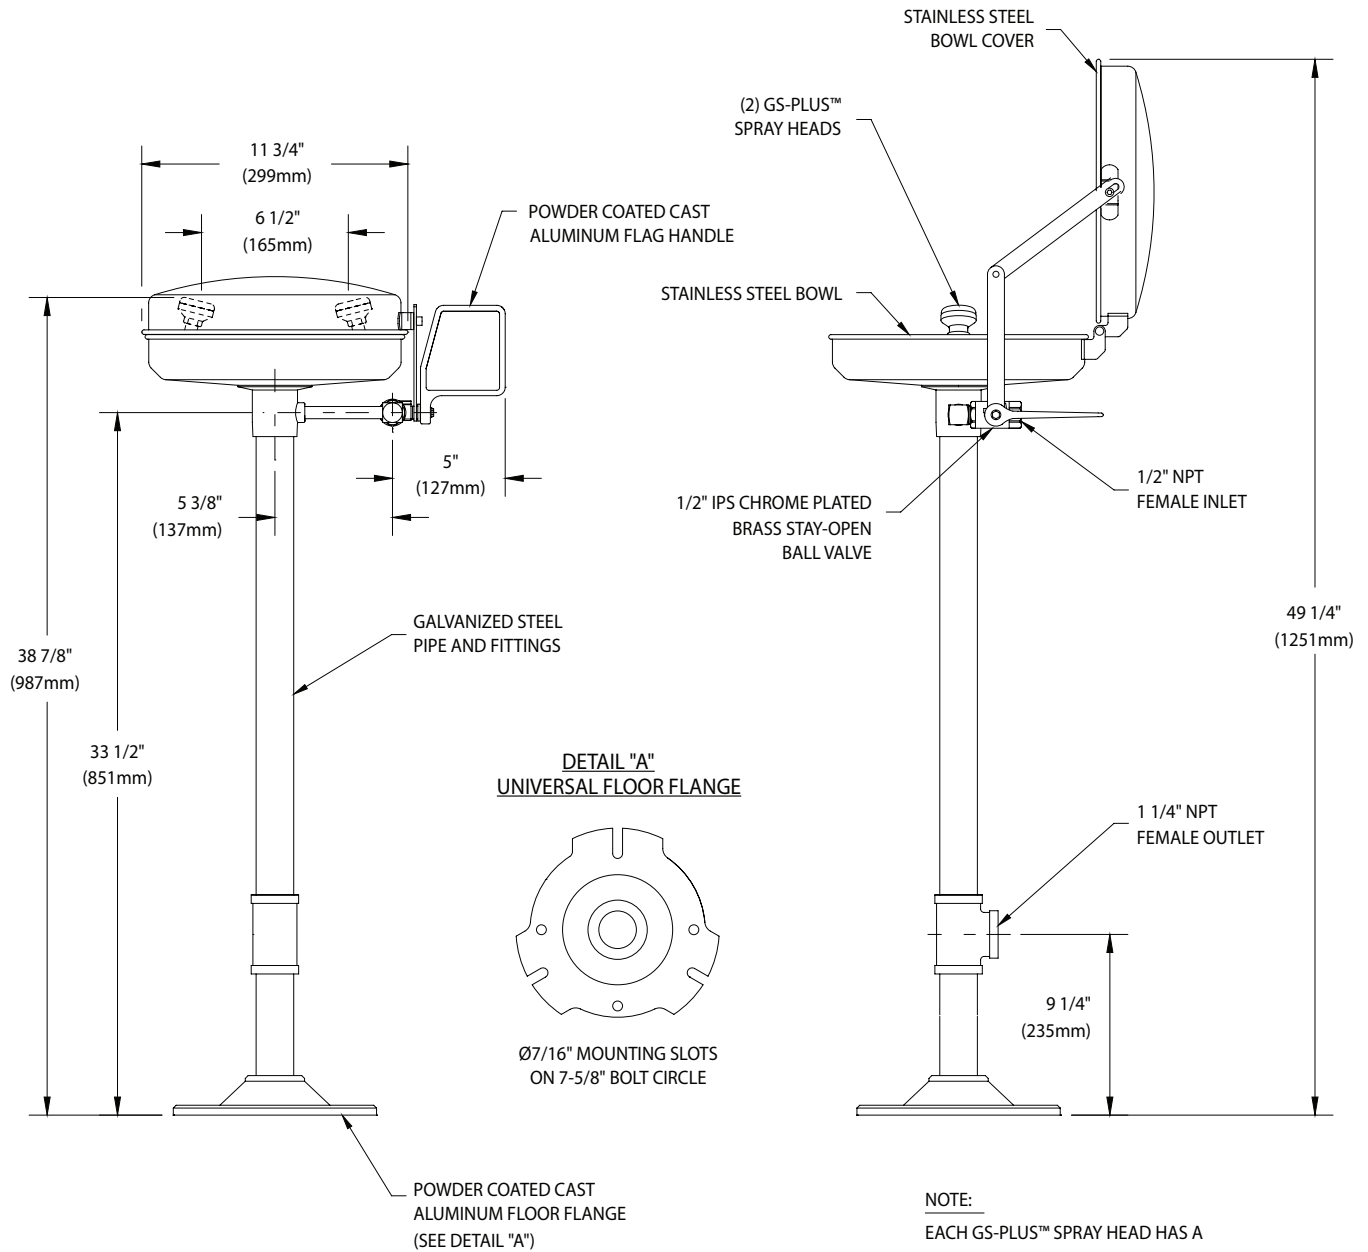 STAINLESS STEEL
BOWL COVER
(2) GS-PLUS™
SPRAY HEADS
11 3/4"
(299mm)
6 1/2"
(165mm)
POWDER COATED CAST
ALUMINUM FLAG HANDLE
STAINLESS STEEL BOWL
5"
(127mm)
5 3/8"
(137mm)
1/2" IPS CHROME PLATED
BRASS STAY-OPEN
BALL VALVE
1/2" NPT
FEMALE INLET
GALVANIZED STEEL
PIPE AND FITTINGS
49 1/4"
(1251mm)
38 7/8"
(987mm)
33 1/2"
(851mm)
DETAIL "A"
UNIVERSAL FLOOR FLANGE
1 1/4" NPT
FEMALE OUTLET
9 1/4"
(235mm)
Ø7/16" MOUNTING SLOTS
ON 7-5/8" BOLT CIRCLE
POWDER COATED CAST
ALUMINUM FLOOR FLANGE
(SEE DETAIL "A")
NOTE:
EACH GS-PLUS™ SPRAY HEAD HAS A